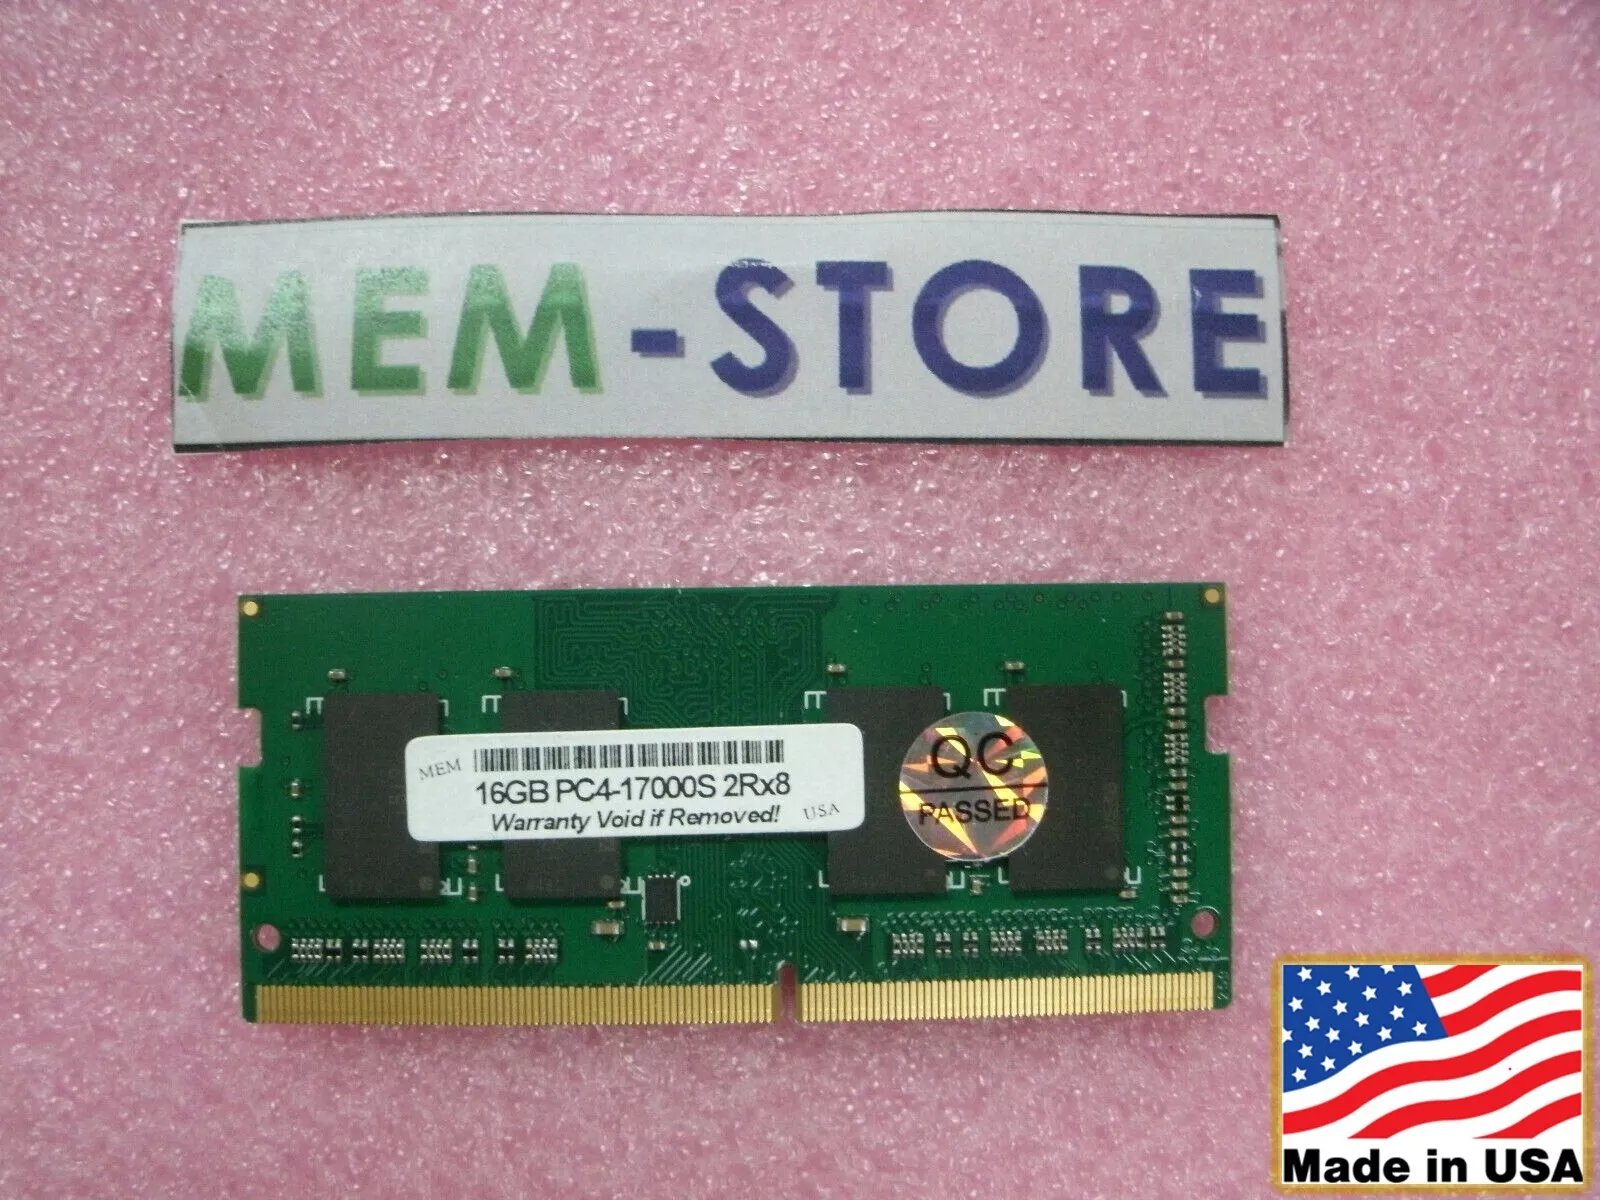 MEM-STORE
MEM
16GB PC4-17000S 2Rx8
Warranty Void if Removed!
USA
QC
PASSED
Made in USA